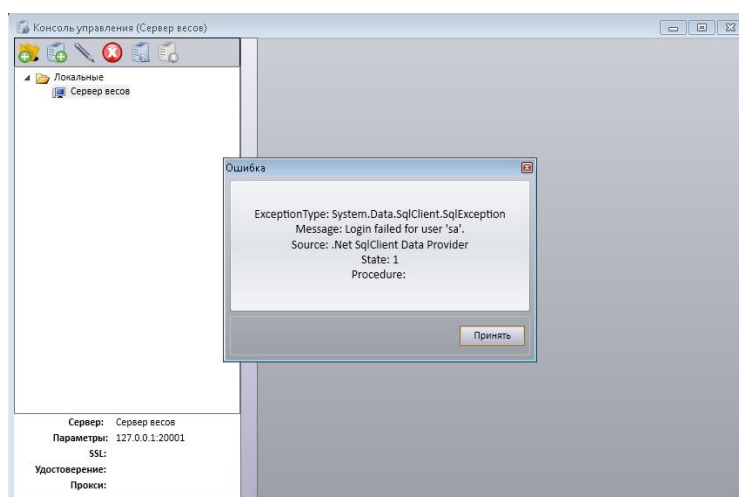 Консоль управления (Сервер весов)
Локальные
Сервер весов
Ошибка
ExceptionType: System.Data.SqlClient.SqlException
Message: Login failed for user 'sa'.
Source: .Net SqlClient Data Provider
State: 1
Procedure:
Принять
Сервер: Сервер весов
Параметры: 127.0.0.1:20001
SSL:
Удостоверение:
Прокси: